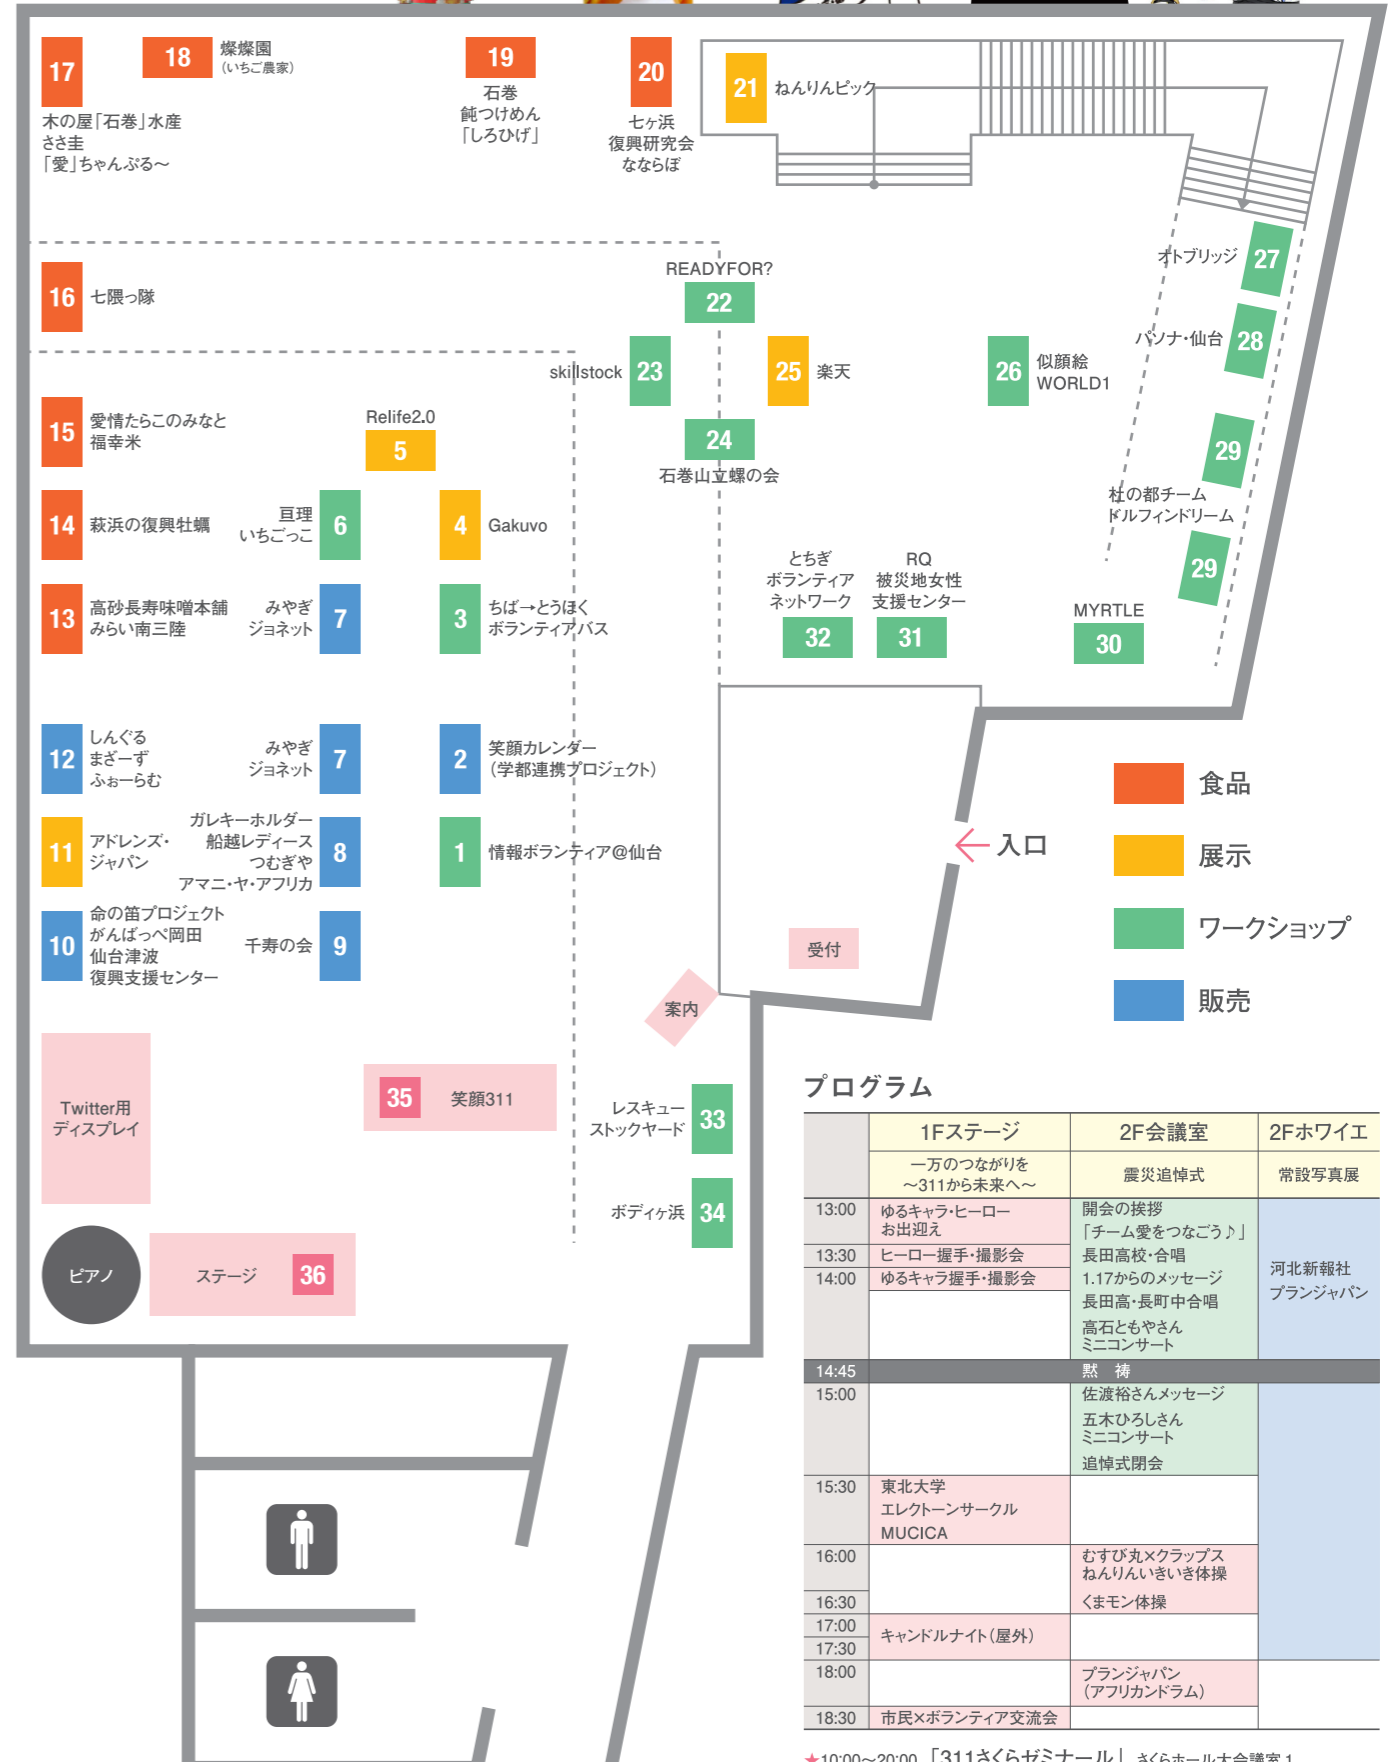 17
木の屋「石巻」水産
ささ圭
「愛」ちゃんぷる～
18
燦燦園
（いちご農家）
19
石巻
飩つけめん
「しろひげ」
20
七ヶ浜
復興研究会
なならぼ
21
ねんりんピック
16
七隈っ隊
READYFOR?
22
skillstock
23
25
楽天
24
石巻山立螺の会
26
似顔絵
WORLD1
オトブリッジ
27
パソナ・仙台
28
29
杜の都チーム
ドルフィンドリーム
29
15
愛情たらこのみなと
福幸米
Relife2.0
5
14
萩浜の復興牡蠣
亘理
いちごっこ
6
4
Gakuvo
13
高砂長寿味噌本舗
みらい南三陸
みやぎ
ジョネット
7
3
ちば→とうほく
ボランティアバス
とちぎ
ボランティア
ネットワーク
32
RQ
被災地女性
支援センター
31
MYRTLE
30
12
しんぐる
まざーず
ふぉーらむ
みやぎ
ジョネット
7
2
笑顔カレンダー
（学都連携プロジェクト）
11
アドレンズ・
ジャパン
ガレキーホルダー
船越レディース
つむぎや
アマニ・ヤ・アフリカ
8
1
情報ボランティア＠仙台
10
命の笛プロジェクト
がんばっぺ岡田
仙台津波
復興支援センター
千寿の会
9
入口
受付
案内
食品
展示
ワークショップ
販売
Twitter用
ディスプレイ
35
笑顔311
レスキュー
ストックヤード
33
ボディヶ浜
34
ピアノ
ステージ
36
プログラム
1Fステージ
2F会議室
2Fホワイエ
一万のつながりを
～311から未来へ～
震災追悼式
常設写真展
13:00
ゆるキャラ・ヒーロー
お出迎え
開会の挨拶
「チーム愛をつなごう♪」
13:30
ヒーロー握手・撮影会
長田高校・合唱
14:00
ゆるキャラ握手・撮影会
1.17からのメッセージ
長田高・長町中合唱
高石ともやさん
ミニコンサート
河北新報社
プランジャパン
14:45
黙　祷
15:00
佐渡裕さんメッセージ
五木ひろしさん
ミニコンサート
追悼式閉会
15:30
東北大学
エレクトーンサークル
MUCICA
16:00
むすび丸×クラップス
ねんりんいきいき体操
16:30
くまモン体操
17:00
キャンドルナイト（屋外）
17:30
18:00
プランジャパン
（アフリカンドラム）
18:30
市民×ボランティア交流会
★10:00～20:00 「311さくらゼミナール」 さくらホール大会議室 1